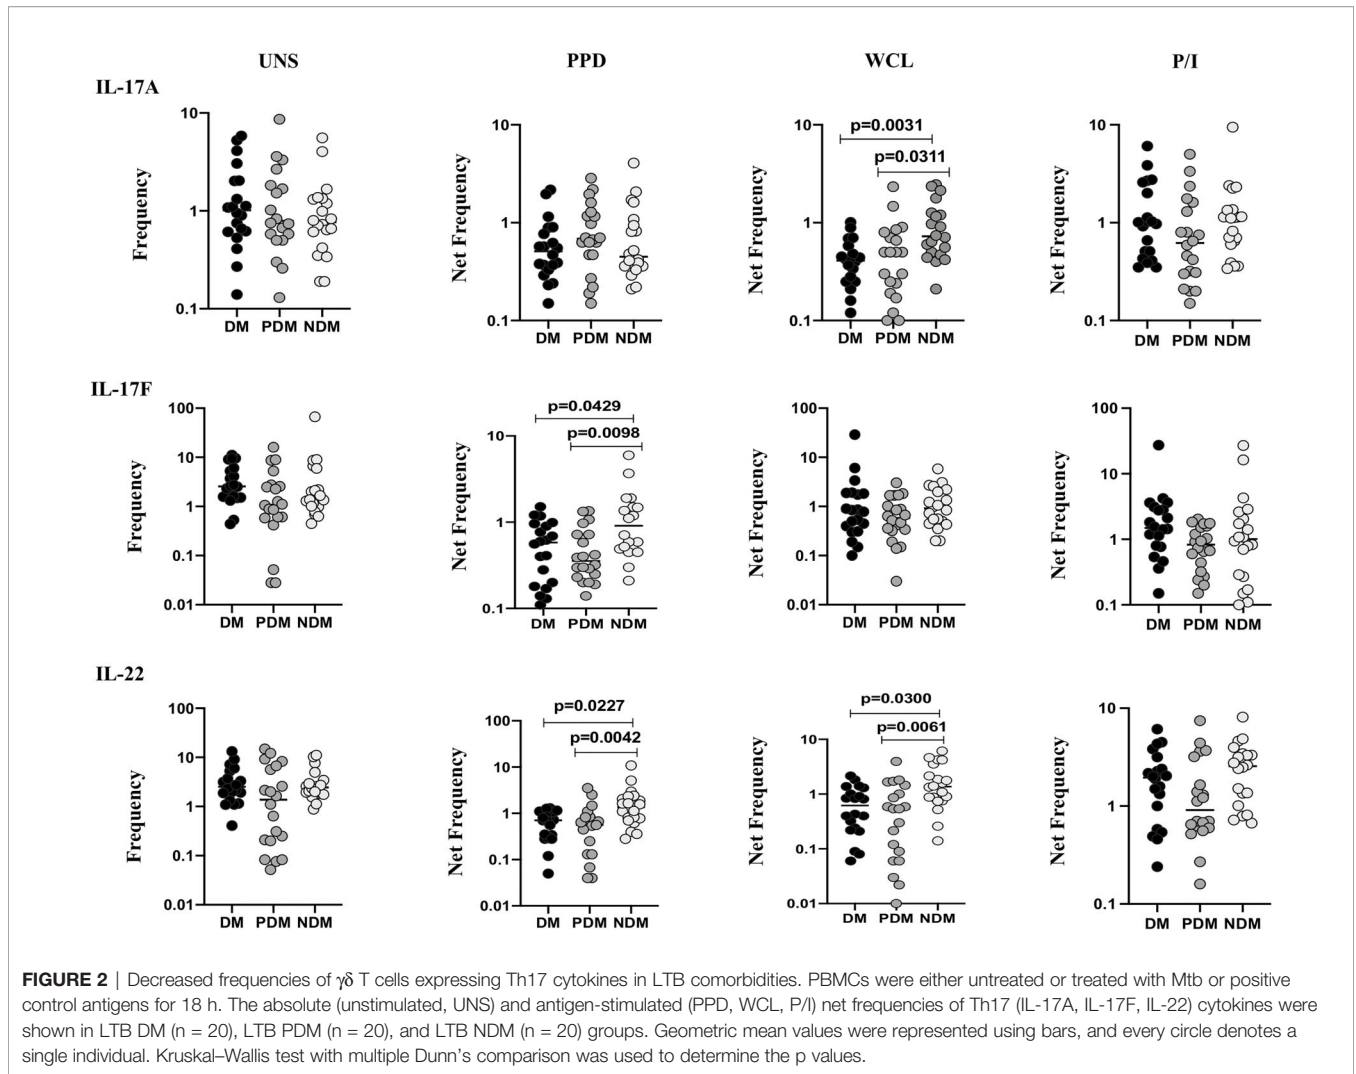 UNS PPD WCL P/I
IL-17A
Frequency
10
1
0.1
DM PDM NDM
Net Frequency
10
1
0.1
DM PDM NDM
Net Frequency
10
1
0.1
p=0.0031
p=0.0311
DM PDM NDM
Net Frequency
10
1
0.1
DM PDM NDM
IL-17F
Frequency
100
10
1
0.1
0.01
DM PDM NDM
Net Frequency
10
1
0.1
p=0.0429
p=0.0098
DM PDM NDM
Net Frequency
100
10
1
0.1
0.01
DM PDM NDM
Net Frequency
100
10
1
0.1
DM PDM NDM
IL-22
Frequency
100
10
1
0.1
0.01
DM PDM NDM
Net Frequency
100
10
1
0.1
0.01
p=0.0227
p=0.0042
DM PDM NDM
Net Frequency
10
1
0.1
0.01
p=0.0300
p=0.0061
DM PDM NDM
Net Frequency
10
1
0.1
DM PDM NDM
FIGURE 2 | Decreased frequencies of γδ T cells expressing Th17 cytokines in LTB comorbidities. PBMCs were either untreated or treated with Mtb or positive
control antigens for 18 h. The absolute (unstimulated, UNS) and antigen-stimulated (PPD, WCL, P/I) net frequencies of Th17 (IL-17A, IL-17F, IL-22) cytokines were
shown in LTB DM (n = 20), LTB PDM (n = 20), and LTB NDM (n = 20) groups. Geometric mean values were represented using bars, and every circle denotes a
single individual. Kruskal–Wallis test with multiple Dunn's comparison was used to determine the p values.